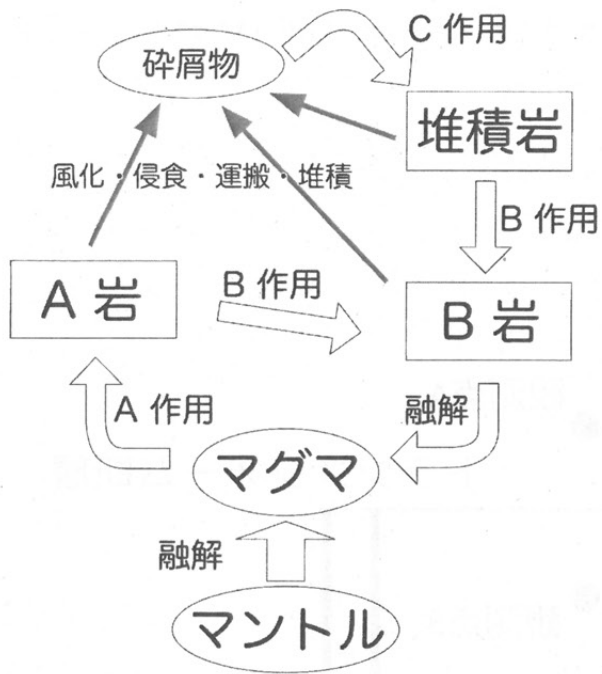 C 作用
砕屑物
堆積岩
風化・侵食・運搬・堆積
B 作用
A 岩
B 作用
B 岩
A 作用
融解
マグマ
融解
マントル